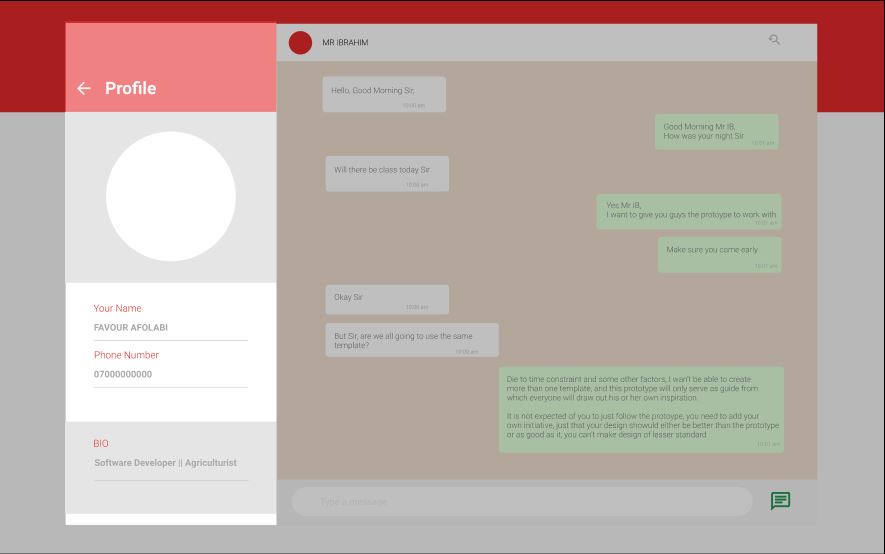 Profile
Your Name
FAVOUR AFOLABI
Phone Number
07000000000
BIO
Software Developer || Agriculturist
MR IBRAHIM
Hello, Good Morning Sir,
10:00 am
Good Morning Mr IB,
How was your night Sir
10:01 am
Will there be class today Sir
10:00 am
Yes Mr IB,
I want to give you guys the protoype to work with
10:01 am
Make sure you come early
10:01 am
Okay Sir
10:00 am
But Sir, are we all going to use the same
template?
10:00 am
Die to time constraint and some other factors, I wan't be able to create
more than one template, and this prototype will only serve as guide from
which everyone will draw out his or her own inspiration.
It is not expected of you to just follow the protoype, you need to add your
own initiative, just that your design showuld either be better than the prototype
or as good as it, you can't make design of lesser standard
10:01 am
Type a message